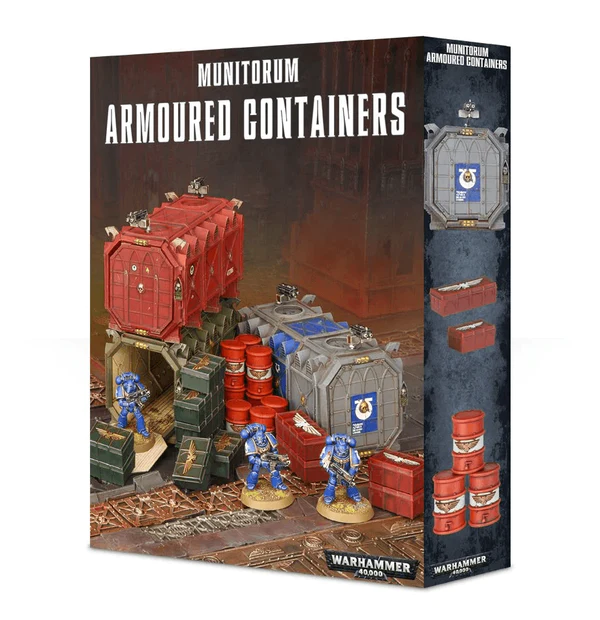 MUNITORUM
ARMOURED CONTAINERS
WARHAMMER
40,000
MUNITORUM
ARMOURED CONTAINERS
WARHAMMER
40,000